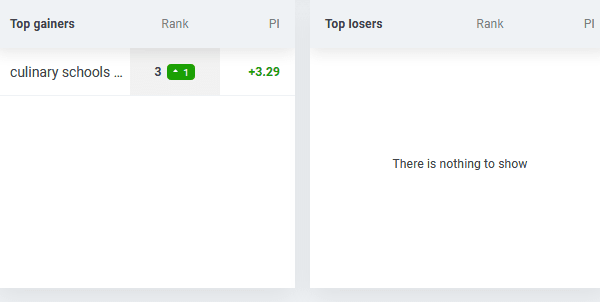 Top gainers Rank PI
culinary schools ... 3 1 +3.29
Top losers Rank PI
There is nothing to show